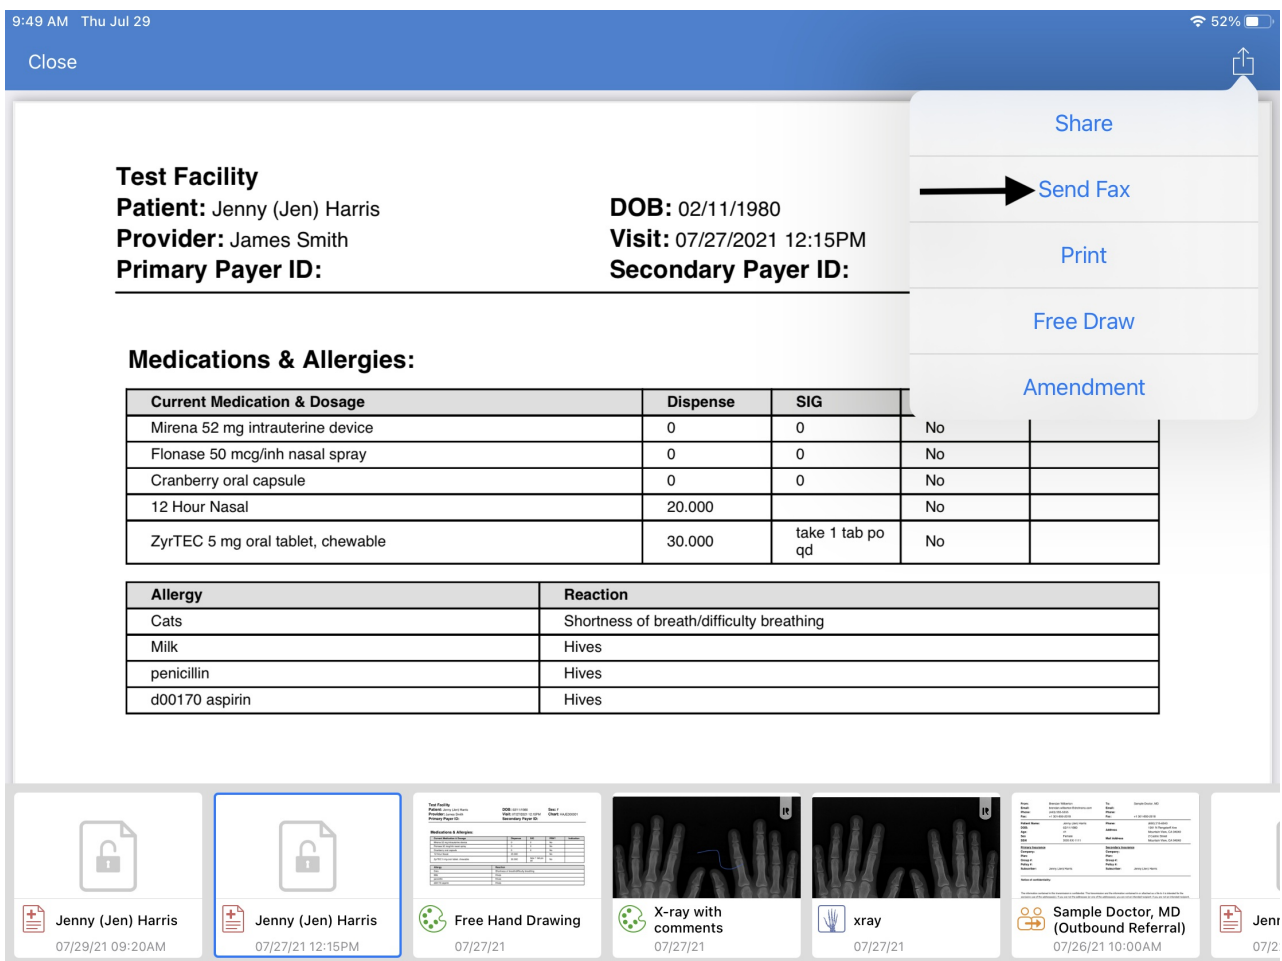 9:49 AM Thu Jul 29
52%
Close
Share
Send Fax
Print
Free Draw
Amendment
Test Facility
Patient: Jenny (Jen) Harris
DOB: 02/11/1980
Provider: James Smith
Visit: 07/27/2021 12:15PM
Primary Payer ID:
Secondary Payer ID:
Medications & Allergies:
Current Medication & Dosage Dispense SIG
Mirena 52 mg intrauterine device 0 0 No
Flonase 50 mcg/inh nasal spray 0 0 No
Cranberry oral capsule 0 0 No
12 Hour Nasal 20.000 No
ZyrTEC 5 mg oral tablet, chewable 30.000 take 1 tab po qd No
Allergy Reaction
Cats Shortness of breath/difficulty breathing
Milk Hives
penicillin Hives
d00170 aspirin Hives
Jenny (Jen) Harris
07/29/21 09:20AM
Jenny (Jen) Harris
07/27/21 12:15PM
Test Facility
Medications & Allergies:
Free Hand Drawing
07/27/21
R
X-ray with
comments
07/27/21
R
xray
07/27/21
Sample Doctor, MD
(Outbound Referral)
07/26/21 10:00AM
Jenn
07/2